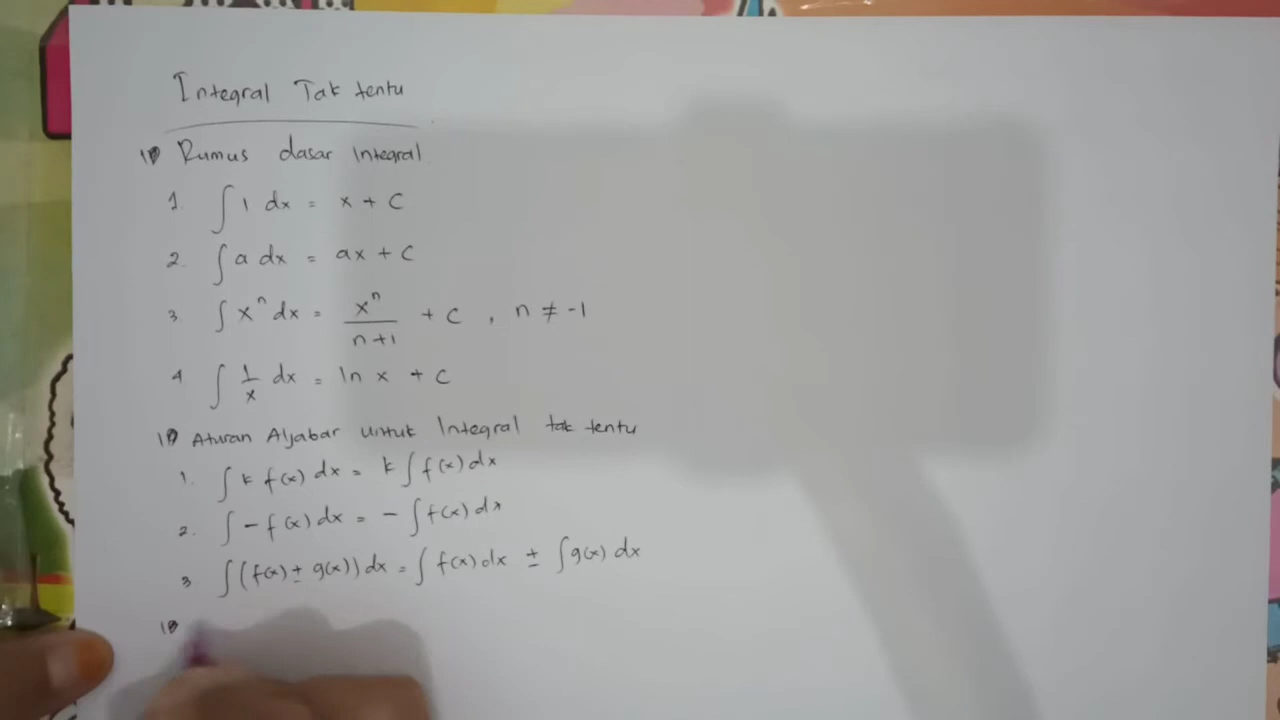 Integral Tak tentu
Rumus dasar Integral
1. ∫ 1 dx = x + C
2. ∫ a dx = ax + C
3. ∫ xⁿ dx = xⁿ/(n+1) + C , n ≠ -1
4 ∫ 1/x dx = ln x + C
Aturan Aljabar untuk Integral tak tentu
1. ∫ k f(x) dx = k ∫ f(x) dx
2. ∫ - f(x) dx = - ∫ f(x) dx
3 ∫ (f(x) ± g(x)) dx = ∫ f(x) dx ± ∫ g(x) dx